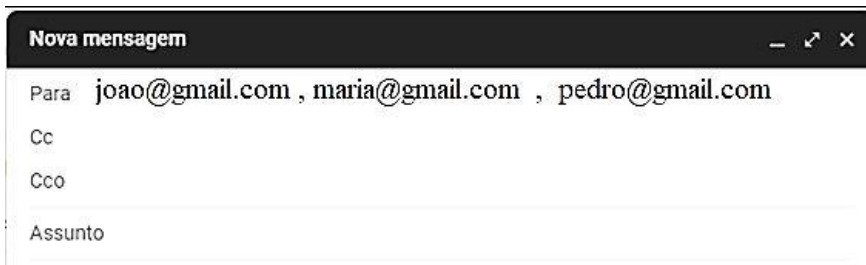 Nova mensagem
Para joao@gmail.com , maria@gmail.com , pedro@gmail.com
Cc
Cco
Assunto